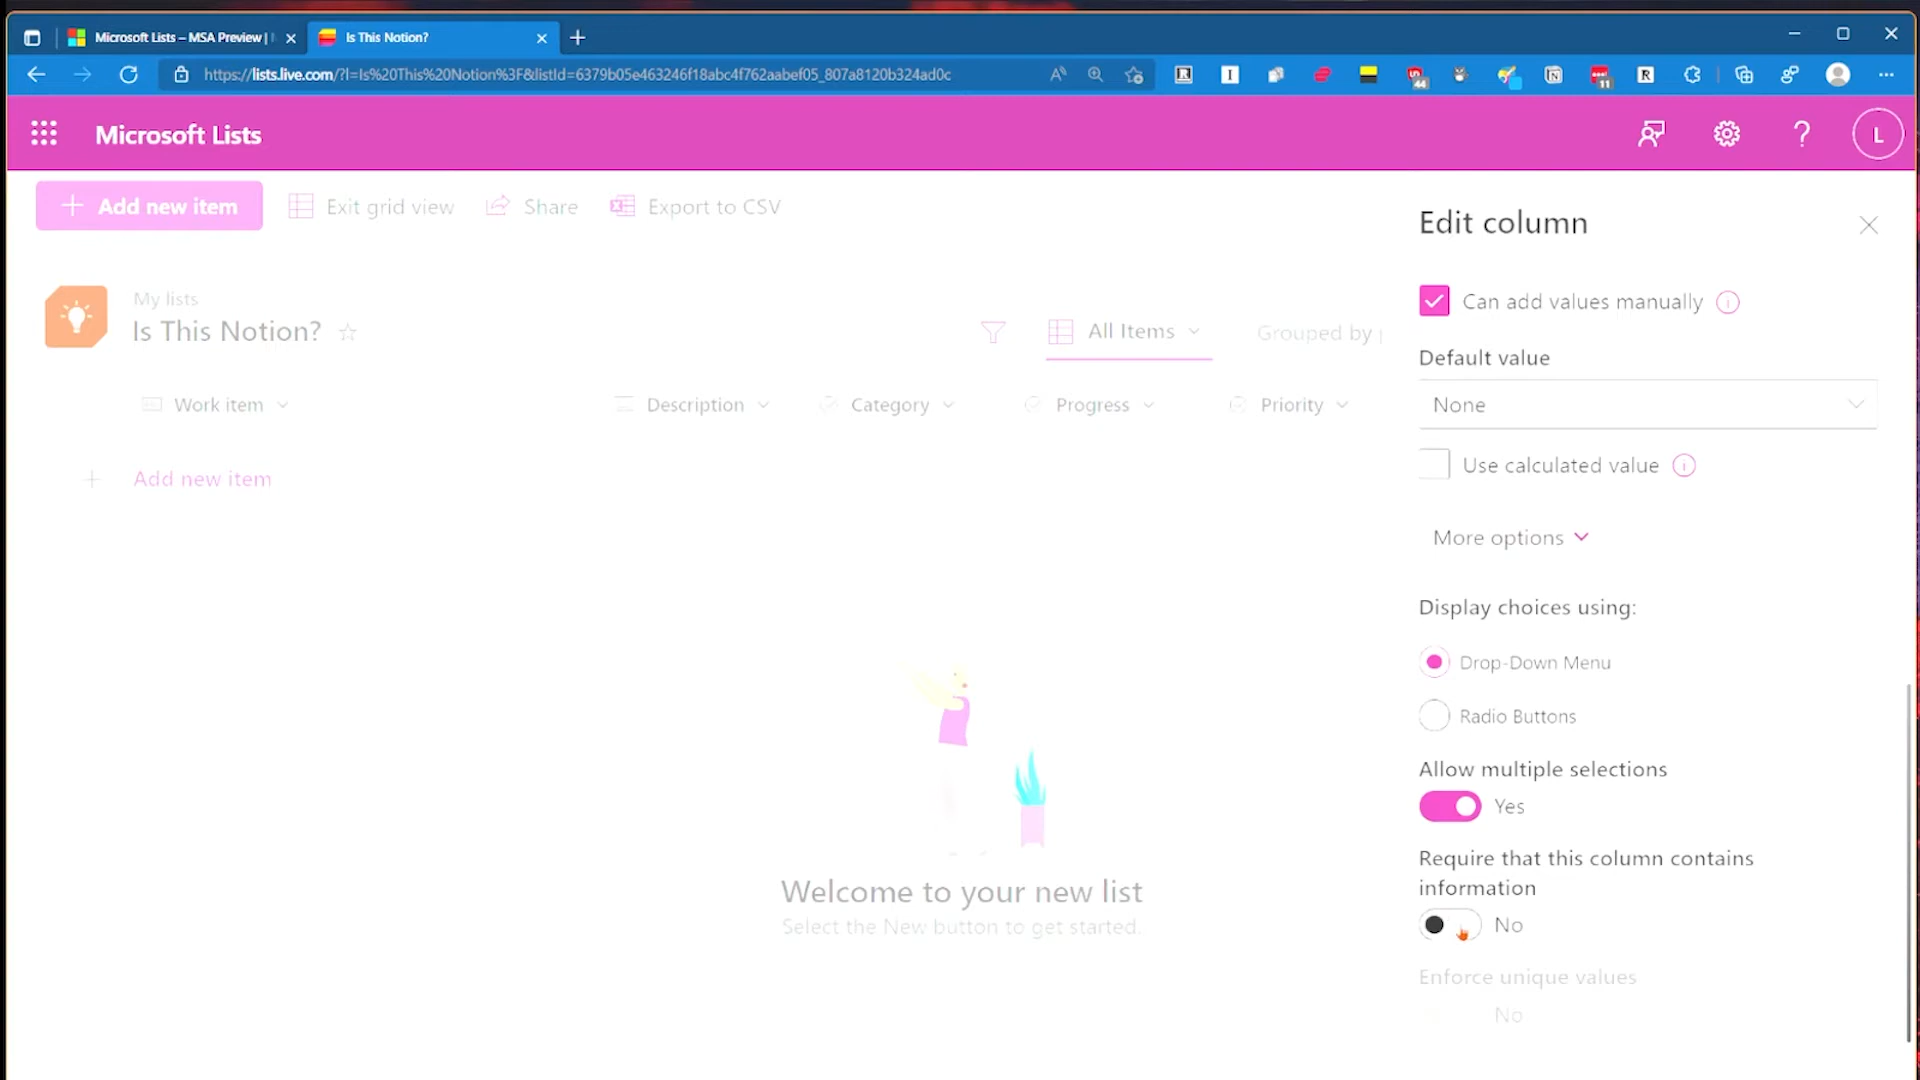 Microsoft Lists – MSA Preview |
Is This Notion?
https://lists.live.com/?l=Is%20This%20Notion%3F&listId=6379b05e463246f18abc4f762aabef05_807a8120b324ad0c
44
11
Microsoft Lists
L
Add new item
Exit grid view
Share
Export to CSV
My lists
Is This Notion?
All Items
Grouped by
Work item
Description
Category
Progress
Priority
Add new item
Welcome to your new list
Select the New button to get started.
Edit column
Can add values manually
Default value
None
Use calculated value
More options
Display choices using:
Drop-Down Menu
Radio Buttons
Allow multiple selections
Yes
Require that this column contains
information
No
Enforce unique values
No